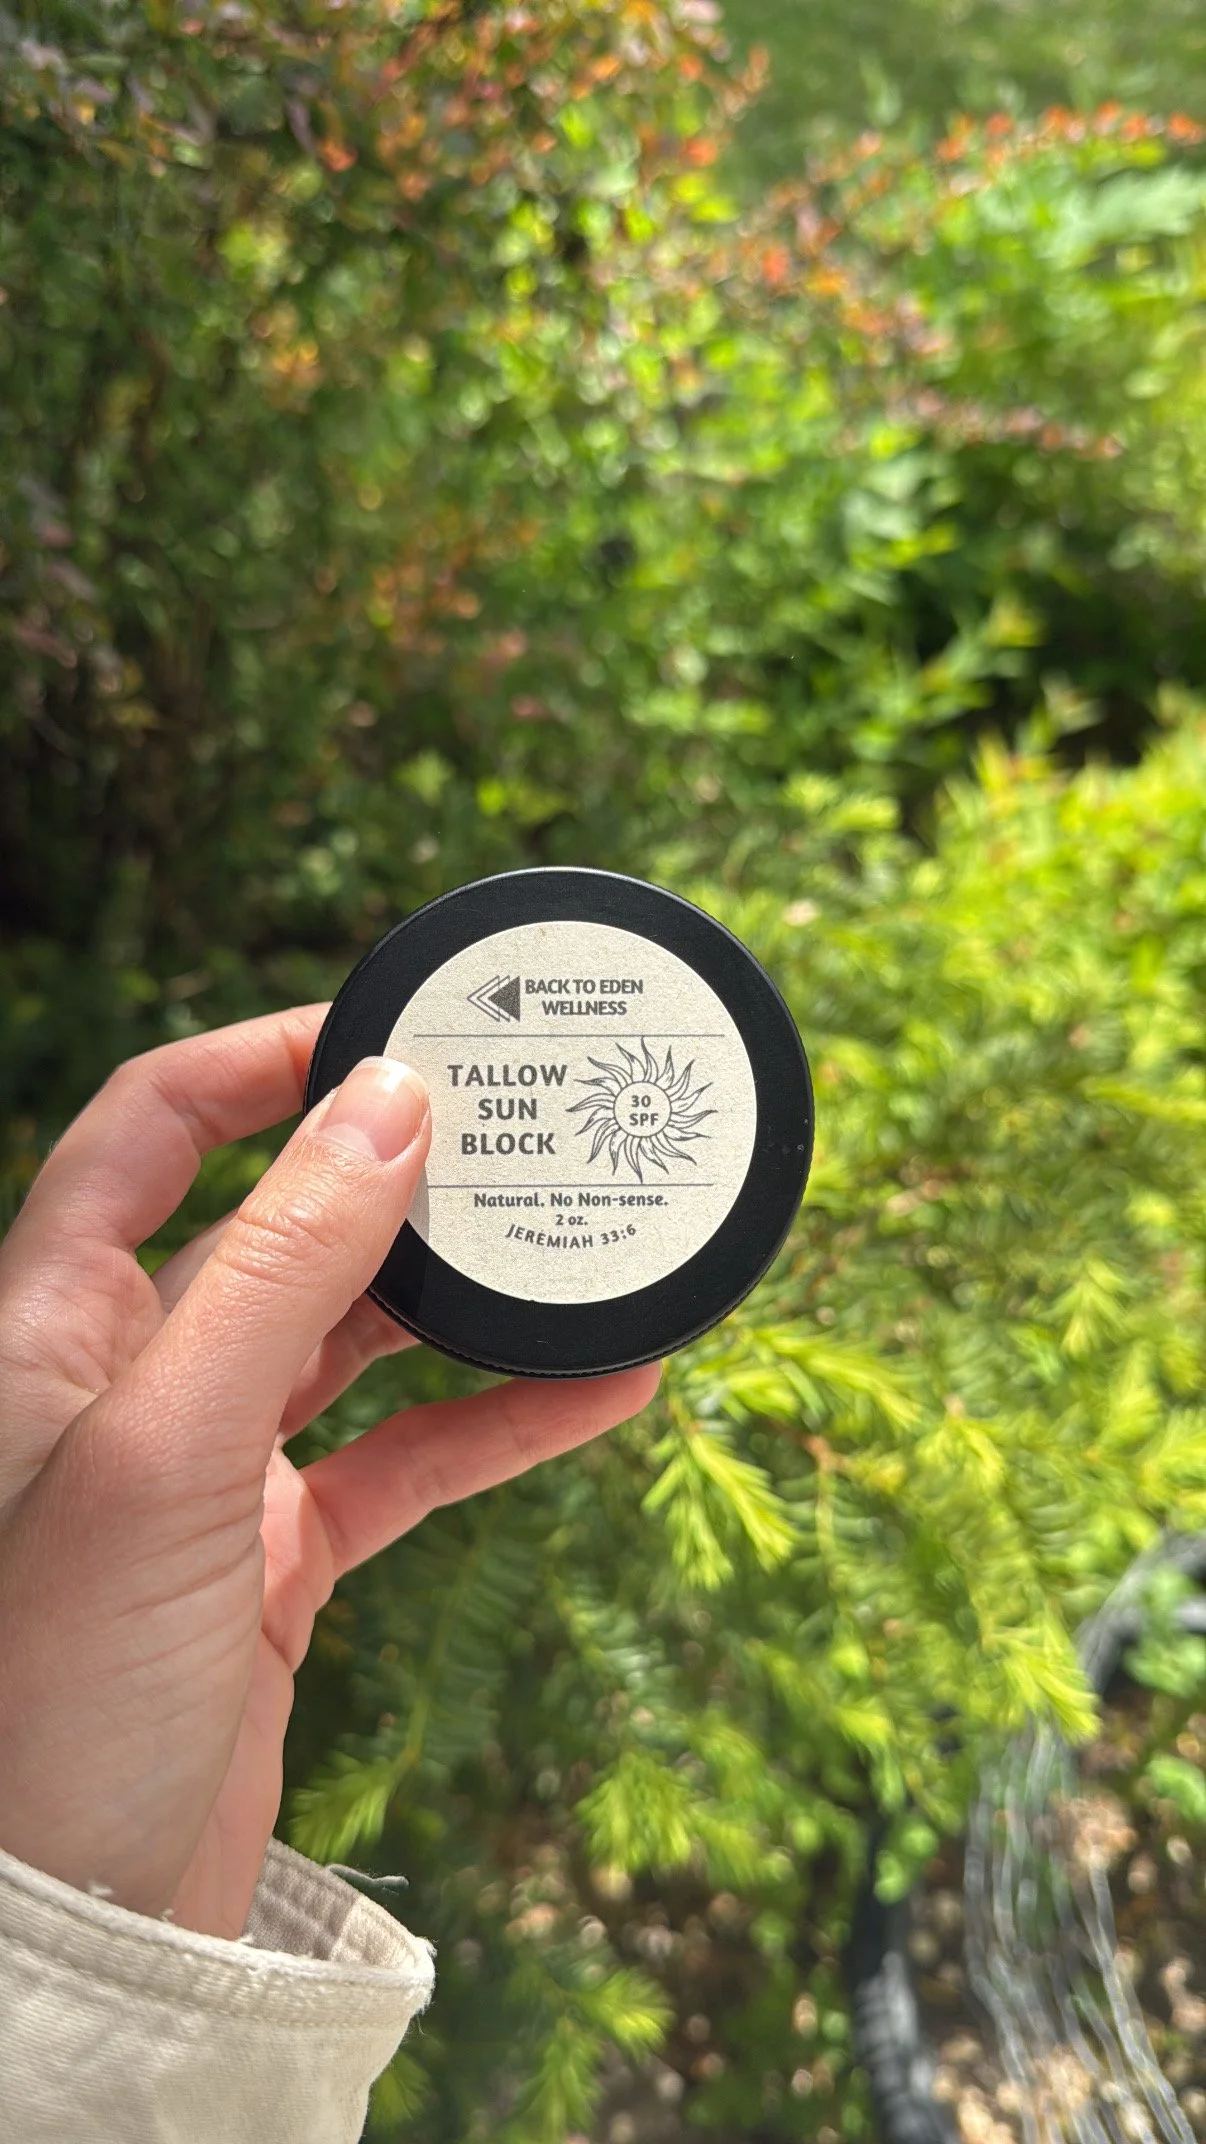 BACK TO EDEN
WELLNESS
TALLOW
SUN
BLOCK
30
SPF
Natural. No Non-sense.
2 oz.
JEREMIAH 33:6